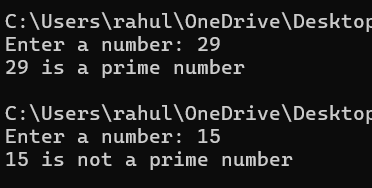 C:\Users\rahul\OneDrive\Desktop
Enter a number: 29
29 is a prime number
C:\Users\rahul\OneDrive\Desktop
Enter a number: 15
15 is not a prime number